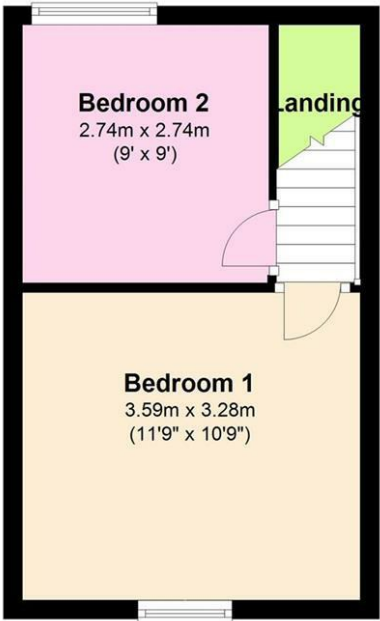 Bedroom 2
2.74m x 2.74m
(9' x 9')
Landing
Bedroom 1
3.59m x 3.28m
(11'9" x 10'9")